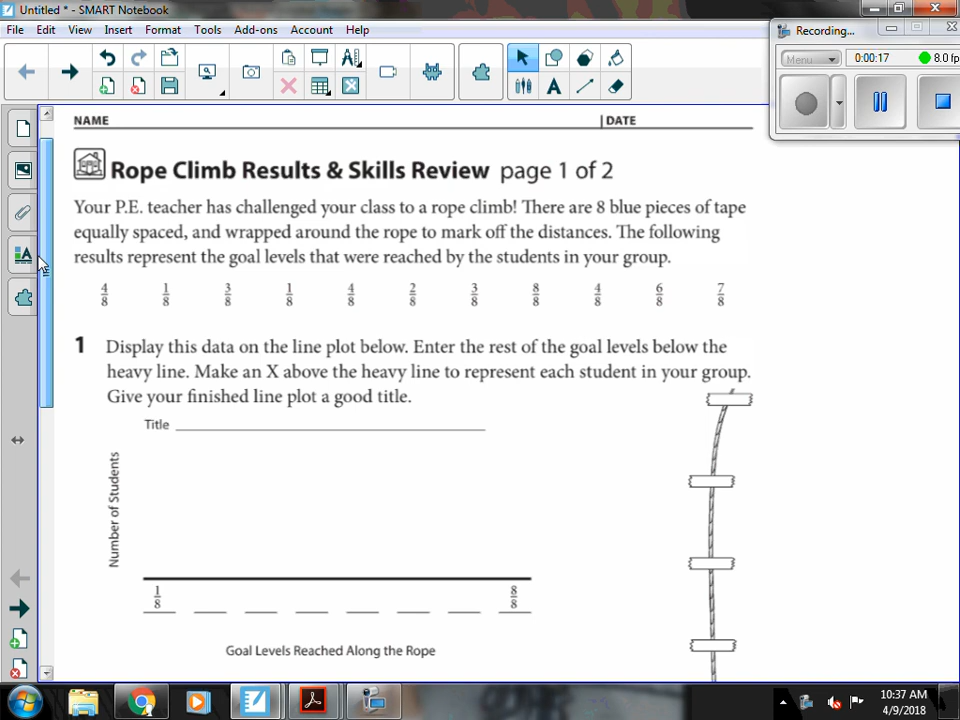 Untitled * - SMART Notebook
File Edit View Insert Format Tools Add-ons Account Help
Recording...
Menu 0:00:17 8.0 fp
NAME | DATE
Rope Climb Results & Skills Review page 1 of 2
Your P.E. teacher has challenged your class to a rope climb! There are 8 blue pieces of tape
equally spaced, and wrapped around the rope to mark off the distances. The following
results represent the goal levels that were reached by the students in your group.
4/8 1/8 3/8 1/8 4/8 2/8 3/8 8/8 4/8 6/8 7/8
1 Display this data on the line plot below. Enter the rest of the goal levels below the
heavy line. Make an X above the heavy line to represent each student in your group.
Give your finished line plot a good title.
Title
Number of Students
1/8 8/8
Goal Levels Reached Along the Rope
10:37 AM
4/9/2018